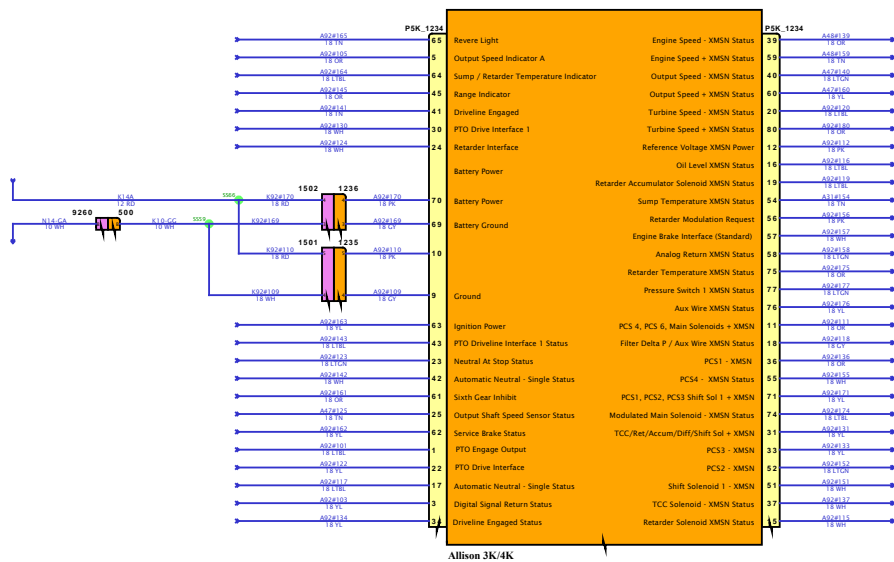 P5K_1234
P5K_1234
A92#165
18 TN
65 Revere Light
A92#105
18 OR
5 Output Speed Indicator A
A92#164
18 LTBL
64 Sump / Retarder Temperature Indicator
A92#145
18 OR
45 Range Indicator
A92#141
18 TN
41 Driveline Engaged
A92#130
18 WH
30 PTO Drive Interface 1
A92#124
18 WH
24 Retarder Interface
Battery Power
K14A
12 RD
SS66
K92#170
18 RD
1502 1236
A92#170
18 PK
70 Battery Power
N14-GA
10 WH
9260 500
K10-GG
10 WH
SS59
K92#169
A92#169
18 GY
69 Battery Ground
K92#110
18 RD
1501 1235
A92#110
18 PK
10
K92#109
18 WH
A92#109
18 GY
9 Ground
A92#163
18 YL
63 Ignition Power
A92#143
18 LTBL
43 PTO Driveline Interface 1 Status
A92#123
18 LTGN
23 Neutral At Stop Status
A92#142
18 WH
42 Automatic Neutral - Single Status
A92#161
18 OR
61 Sixth Gear Inhibit
A47#125
18 TN
25 Output Shaft Speed Sensor Status
A92#162
18 YL
62 Service Brake Status
A92#101
18 LTBL
1 PTO Engage Output
A92#122
18 YL
22 PTO Drive Interface
A92#117
18 LTBL
17 Automatic Neutral - Single Status
A92#103
18 YL
3 Digital Signal Return Status
A92#134
18 YL
34 Driveline Engaged Status
Engine Speed - XMSN Status 39
A48#139
18 OR
Engine Speed + XMSN Status 59
A48#159
18 TN
Output Speed - XMSN Status 40
A47#140
18 LTGN
Output Speed + XMSN Status 60
A47#160
18 YL
Turbine Speed - XMSN Status 20
A92#120
18 LTBL
Turbine Speed + XMSN Status 80
A92#180
18 OR
Reference Voltage XMSN Power 12
A92#112
18 PK
Oil Level XMSN Status 16
A92#116
18 LTBL
Retarder Accumulator Solenoid XMSN Status 19
A92#119
18 LTBL
Sump Temperature XMSN Status 54
A31#154
18 TN
Retarder Modulation Request 56
A92#156
18 PK
Engine Brake Interface (Standard) 57
A92#157
18 WH
Analog Return XMSN Status 58
A92#158
18 LTGN
Retarder Temperature XMSN Status 75
A92#175
18 OR
Pressure Switch 1 XMSN Status 77
A92#177
18 LTGN
Aux Wire XMSN Status 76
A92#176
18 YL
PCS 4, PCS 6, Main Solenoids + XMSN 11
A92#111
18 OR
Filter Delta P / Aux Wire XMSN Status 18
A92#118
18 GY
PCS1 - XMSN 36
A92#136
18 OR
PCS4 - XMSN Status 55
A92#155
18 WH
PCS1, PCS2, PCS3 Shift Sol 1 + XMSN 71
A92#171
18 YL
Modulated Main Solenoid - XMSN Status 74
A92#174
18 LTBL
TCC/Ret/Accum/Diff/Shift Sol + XMSN 31
A92#131
18 YL
PCS3 - XMSN 33
A92#133
18 YL
PCS2 - XMSN 52
A92#152
18 LTGN
Shift Solenoid 1 - XMSN 51
A92#151
18 WH
TCC Solenoid - XMSN Status 37
A92#137
18 WH
Retarder Solenoid XMSN Status
A92#115
18 WH
Allison 3K/4K